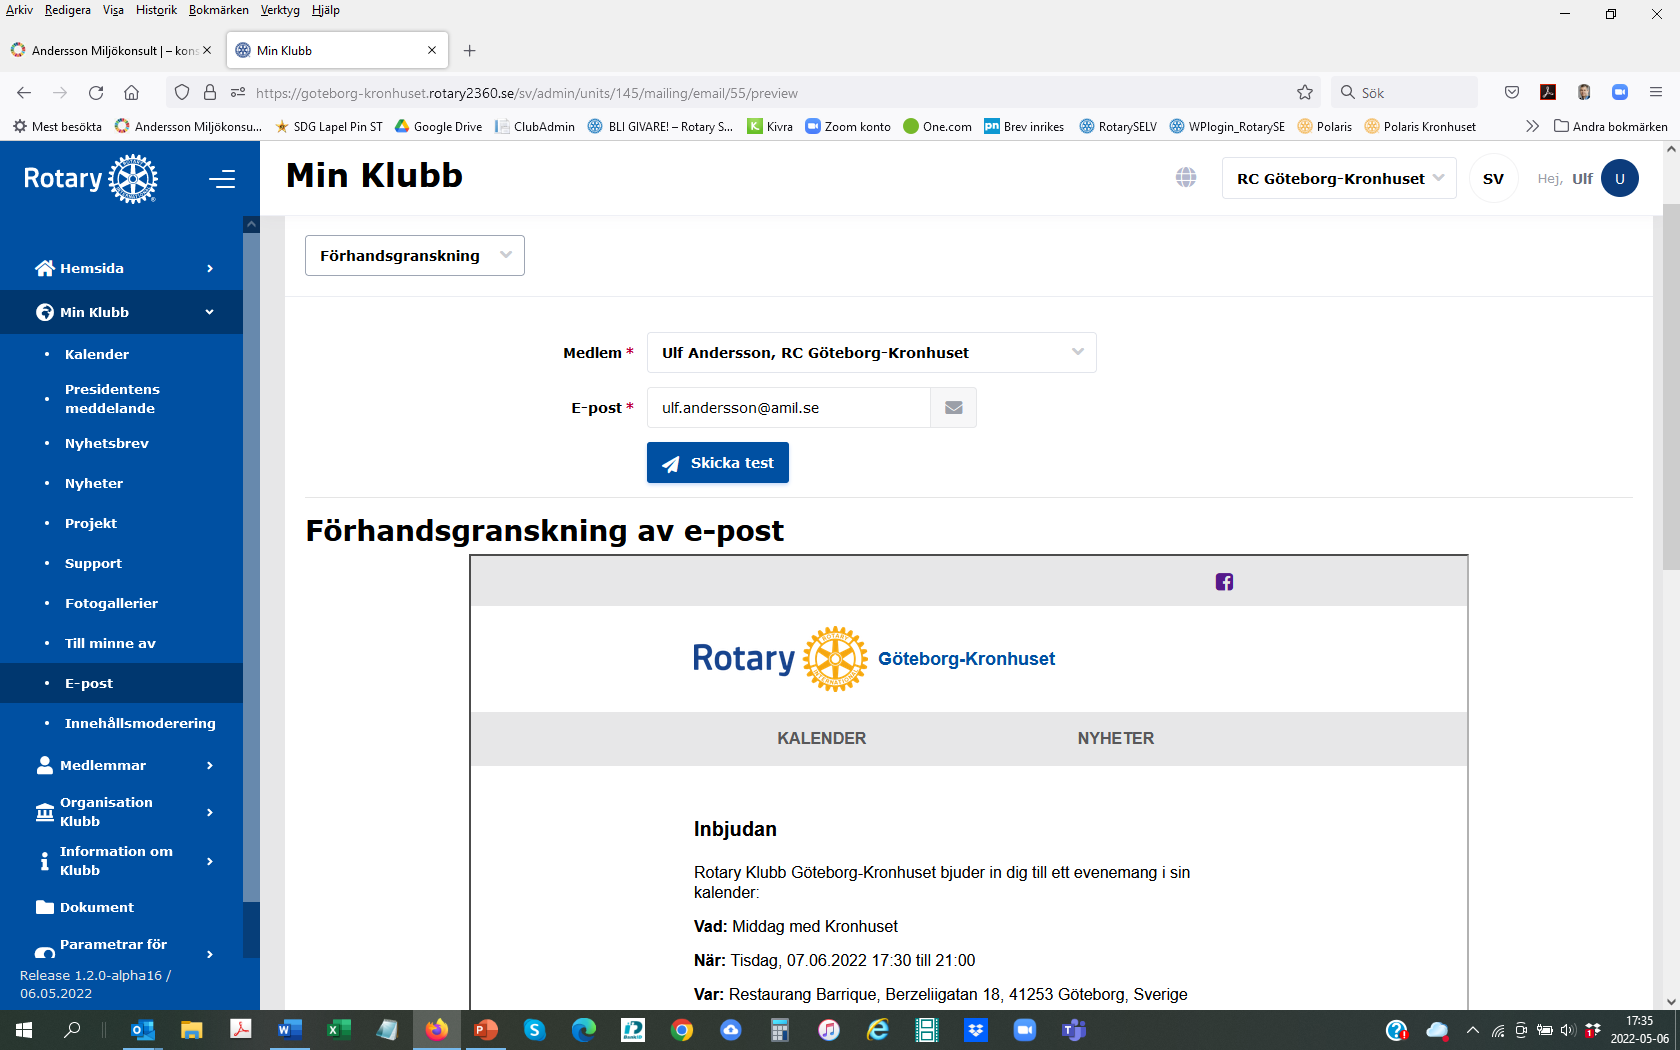 Arkiv Redigera Visa Historik Bokmärken Verktyg Hjälp
Andersson Miljökonsult | – kons
Min Klubb
https://goteborg-kronhuset.rotary2360.se/sv/admin/units/145/mailing/email/55/preview
Sök
Mest besökta Andersson Miljökonsu... SDG Lapel Pin ST Google Drive ClubAdmin BLI GIVARE! – Rotary S... Kivra Zoom konto One.com Brev inrikes RotarySELV WPlogin_RotarySE Polaris Polaris Kronhuset Andra bokmärken
Rotary
Min Klubb
RC Göteborg-Kronhuset
SV
Hej, Ulf
U
Hemsida
Min Klubb
Kalender
Presidentens
meddelande
Nyhetsbrev
Nyheter
Projekt
Support
Fotogallerier
Till minne av
E-post
Innehållsmoderering
Medlemmar
Organisation
Klubb
Information om
Klubb
Dokument
Parametrar för
Release 1.2.0-alpha16 /
06.05.2022
Förhandsgranskning
Medlem * Ulf Andersson, RC Göteborg-Kronhuset
E-post * ulf.andersson@amil.se
Skicka test
Förhandsgranskning av e-post
Rotary Göteborg-Kronhuset
KALENDER NYHETER
Inbjudan
Rotary Klubb Göteborg-Kronhuset bjuder in dig till ett evenemang i sin
kalender:
Vad: Middag med Kronhuset
När: Tisdag, 07.06.2022 17:30 till 21:00
Var: Restaurang Barrique, Berzeliigatan 18, 41253 Göteborg, Sverige
17:35
2022-05-06